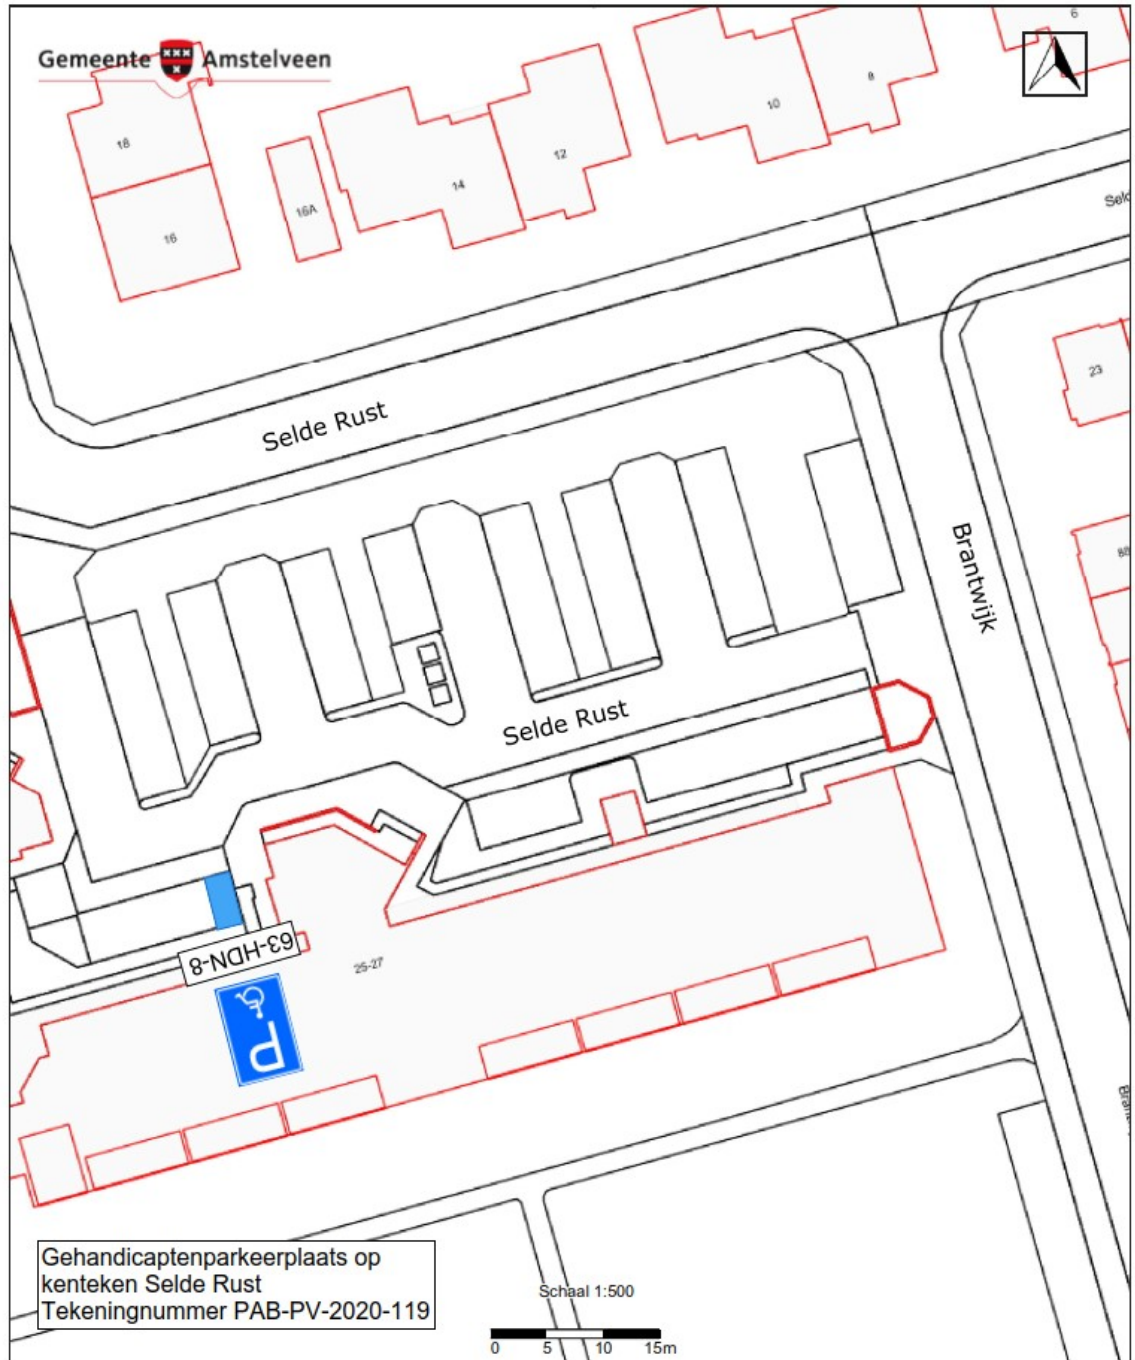 Gemeente Amstelveen
6
8
10
12
14
16A
18
16
Selde Rust
23
Brantwijk
88
Selde Rust
63-HDN-8
25-27
P
Gehandicaptenparkeerplaats op
kenteken Selde Rust
Tekeningnummer PAB-PV-2020-119
Schaal 1:500
0 5 10 15m